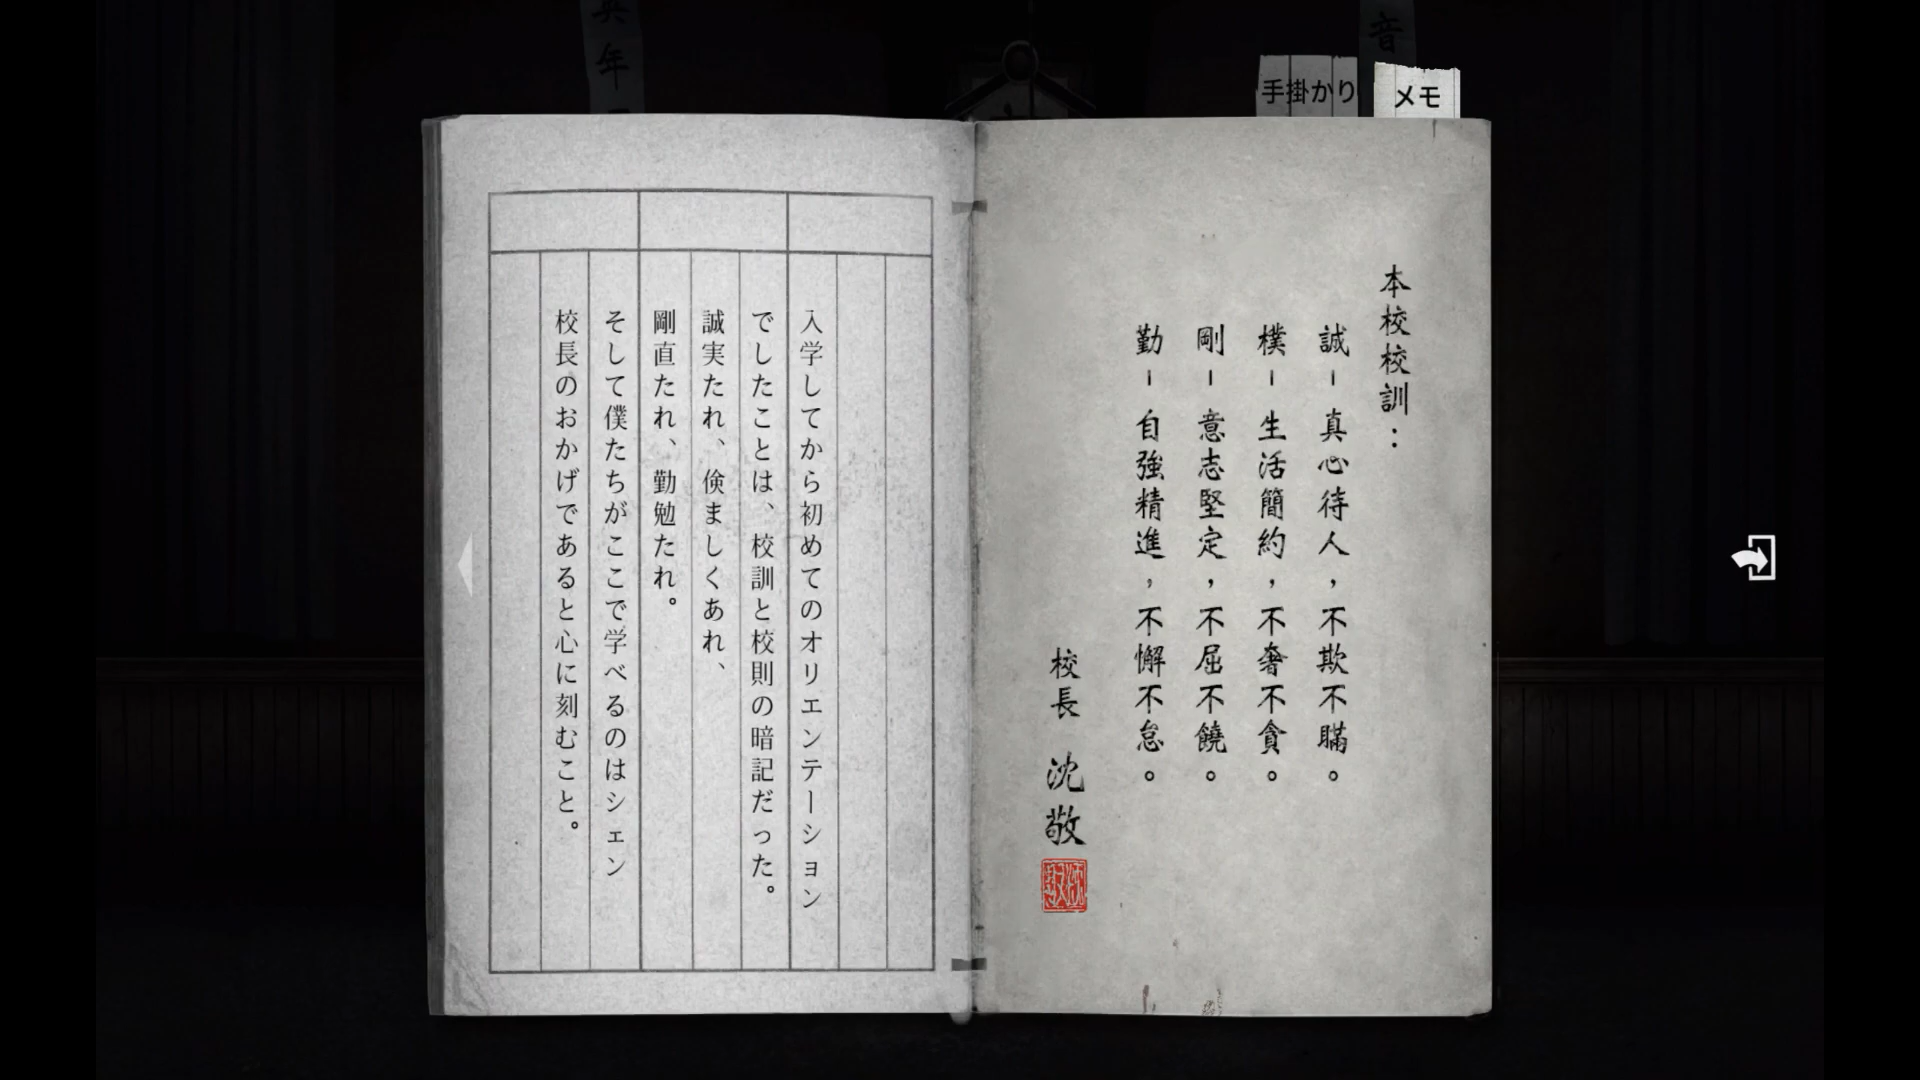 英年
音
手掛かり
メモ
本校校訓：
誠－真心待人，不欺不瞞。
樸－生活簡約，不奢不貪。
剛－意志堅定，不屈不饒。
勤－自強精進，不懈不怠。
校長 沈敬
入学してから初めてのオリエンテーション
でしたことは、校訓と校則の暗記だった。
誠実たれ、倹ましくあれ、
剛直たれ、勤勉たれ。
そして僕たちがここで学べるのはシェン
校長のおかげであると心に刻むこと。